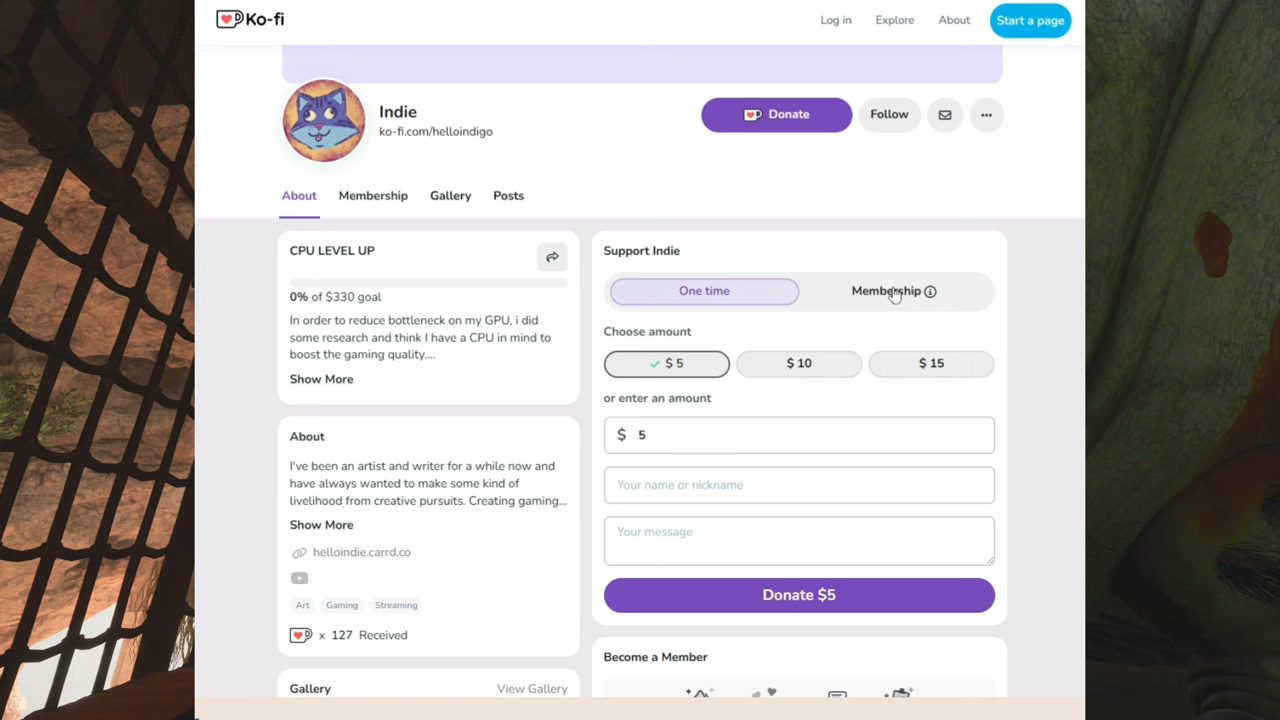 Ko-fi
Log in
Explore
About
Start a page
Indie
ko-fi.com/helloindigo
Donate
Follow
About
Membership
Gallery
Posts
CPU LEVEL UP
0% of $330 goal
In order to reduce bottleneck on my GPU, i did
some research and think I have a CPU in mind to
boost the gaming quality....
Show More
About
I've been an artist and writer for a while now and
have always wanted to make some kind of
livelihood from creative pursuits. Creating gaming...
Show More
helloindie.carrd.co
Art
Gaming
Streaming
x 127 Received
Gallery
View Gallery
Support Indie
One time
Membership
Choose amount
$ 5
$ 10
$ 15
or enter an amount
$ 5
Your name or nickname
Your message
Donate $5
Become a Member